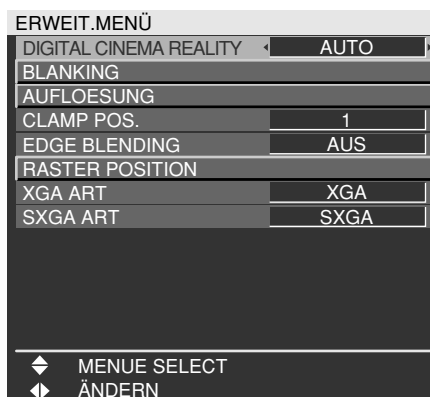 ERWEIT.MENÜ
DIGITAL CINEMA REALITY AUTO
BLANKING
AUFLOESUNG
CLAMP POS. 1
EDGE BLENDING AUS
RASTER POSITION
XGA ART XGA
SXGA ART SXGA
MENUE SELECT
ÄNDERN